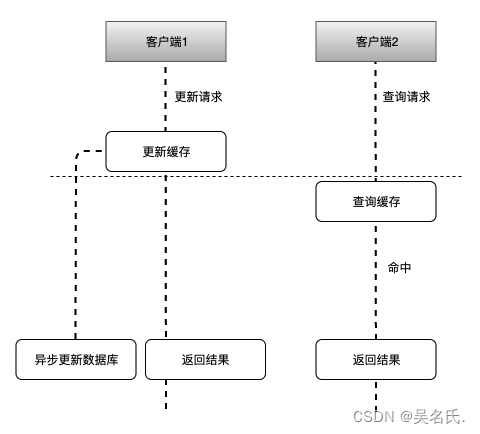 客户端1
客户端2
更新请求
查询请求
更新缓存
查询缓存
命中
异步更新数据库
返回结果
返回结果
CSDN @吴名氏.